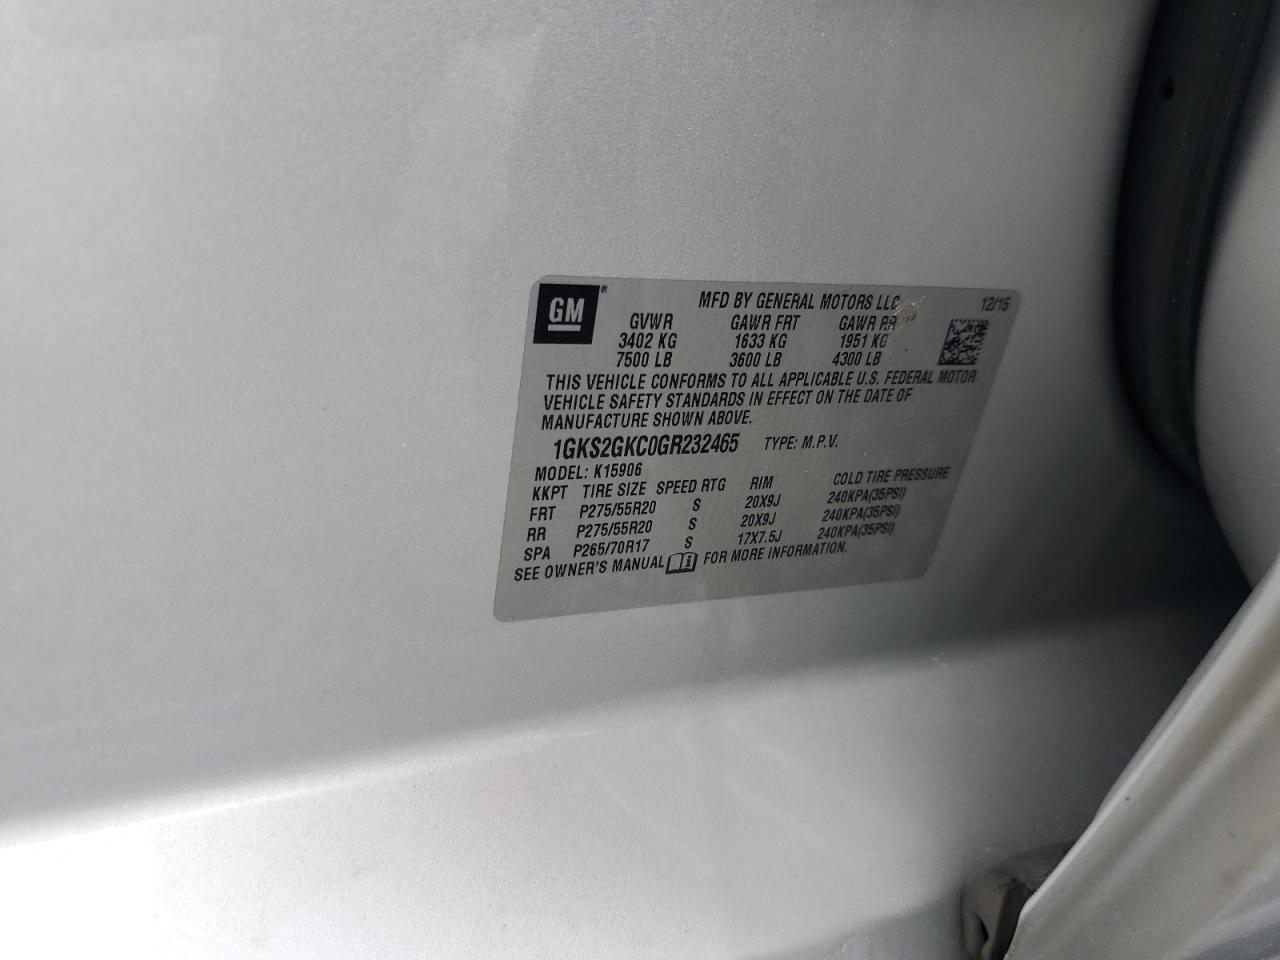 GM® MFD BY GENERAL MOTORS LLC 12/15
GVWR GAWR FRT GAWR RR
3402 KG 1633 KG 1951 KG
7500 LB 3600 LB 4300 LB
THIS VEHICLE CONFORMS TO ALL APPLICABLE U.S. FEDERAL MOTOR
VEHICLE SAFETY STANDARDS IN EFFECT ON THE DATE OF
MANUFACTURE SHOWN ABOVE.
1GKS2GKC0GR232465 TYPE: M.P.V.
MODEL: K15906
KKPT TIRE SIZE SPEED RTG RIM COLD TIRE PRESSURE
FRT P275/55R20 S 20X9J 240KPA(35PSI)
RR P275/55R20 S 20X9J 240KPA(35PSI)
SPA P265/70R17 S 17X7.5J 240KPA(35PSI)
SEE OWNER'S MANUAL FOR MORE INFORMATION.